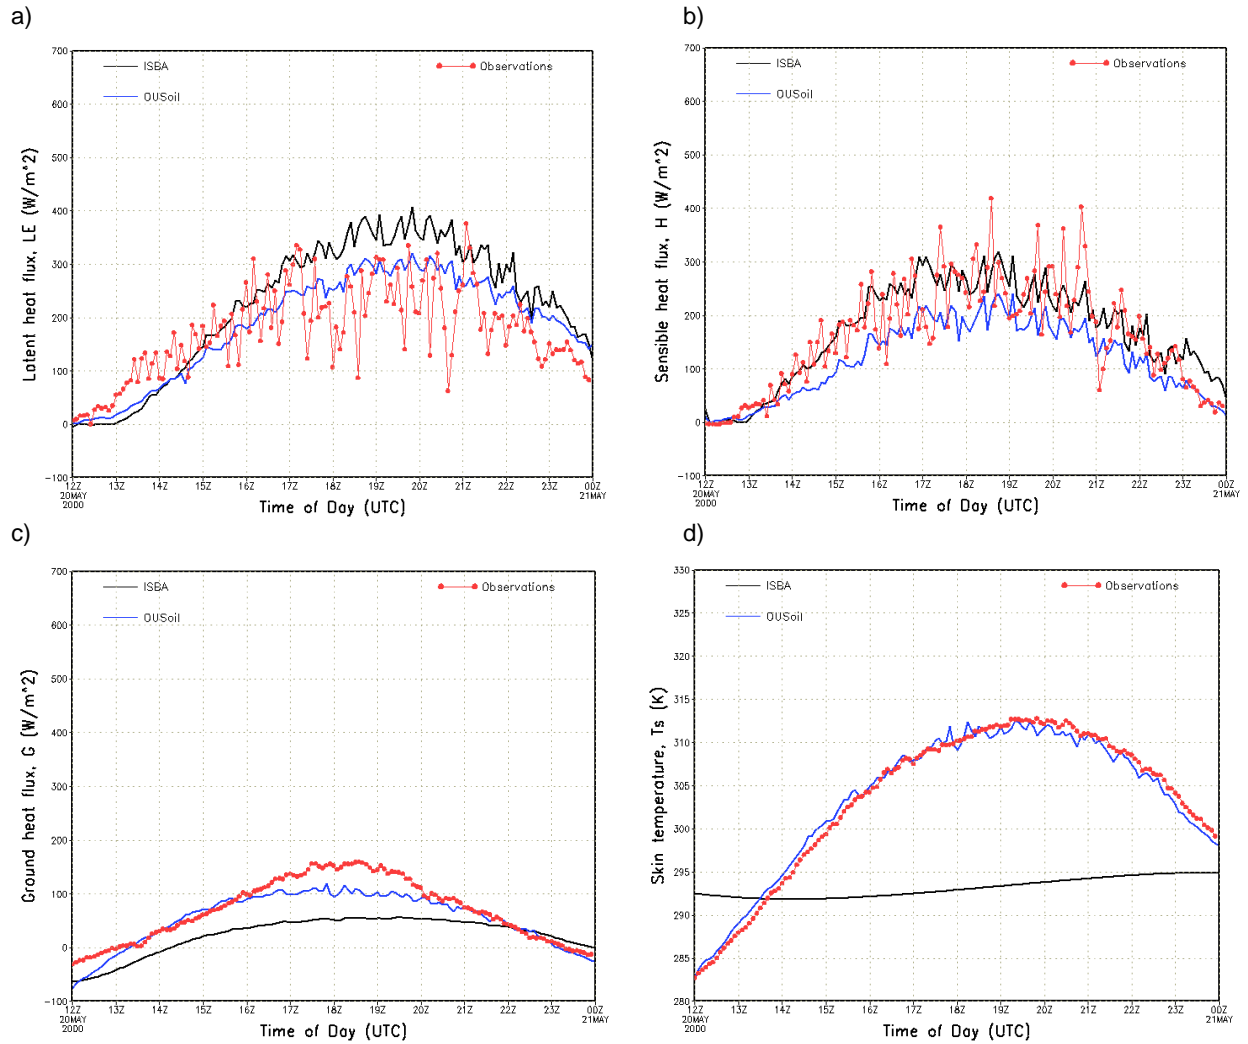 a)
700
600
500
400
300
200
100
0
-100
ISBA
OUSoil
Observations
Latent heat flux, LE (W/m^2)
12Z 13Z 14Z 15Z 16Z 17Z 18Z 19Z 20Z 21Z 22Z 23Z 00Z
20MAY 21MAY
2000
Time of Day (UTC)
b)
700
600
500
400
300
200
100
0
-100
ISBA
OUSoil
Observations
Sensible heat flux, H (W/m^2)
12Z 13Z 14Z 15Z 16Z 17Z 18Z 19Z 20Z 21Z 22Z 23Z 00Z
20MAY 21MAY
2000
Time of Day (UTC)
c)
700
600
500
400
300
200
100
0
-100
ISBA
OUSoil
Observations
Ground heat flux, G (W/m^2)
12Z 13Z 14Z 15Z 16Z 17Z 18Z 19Z 20Z 21Z 22Z 23Z 00Z
20MAY 21MAY
2000
Time of Day (UTC)
d)
330
325
320
315
310
305
300
295
290
285
280
ISBA
OUSoil
Observations
Skin temperature, Ts (K)
12Z 13Z 14Z 15Z 16Z 17Z 18Z 19Z 20Z 21Z 22Z 23Z 00Z
20MAY 21MAY
2000
Time of Day (UTC)